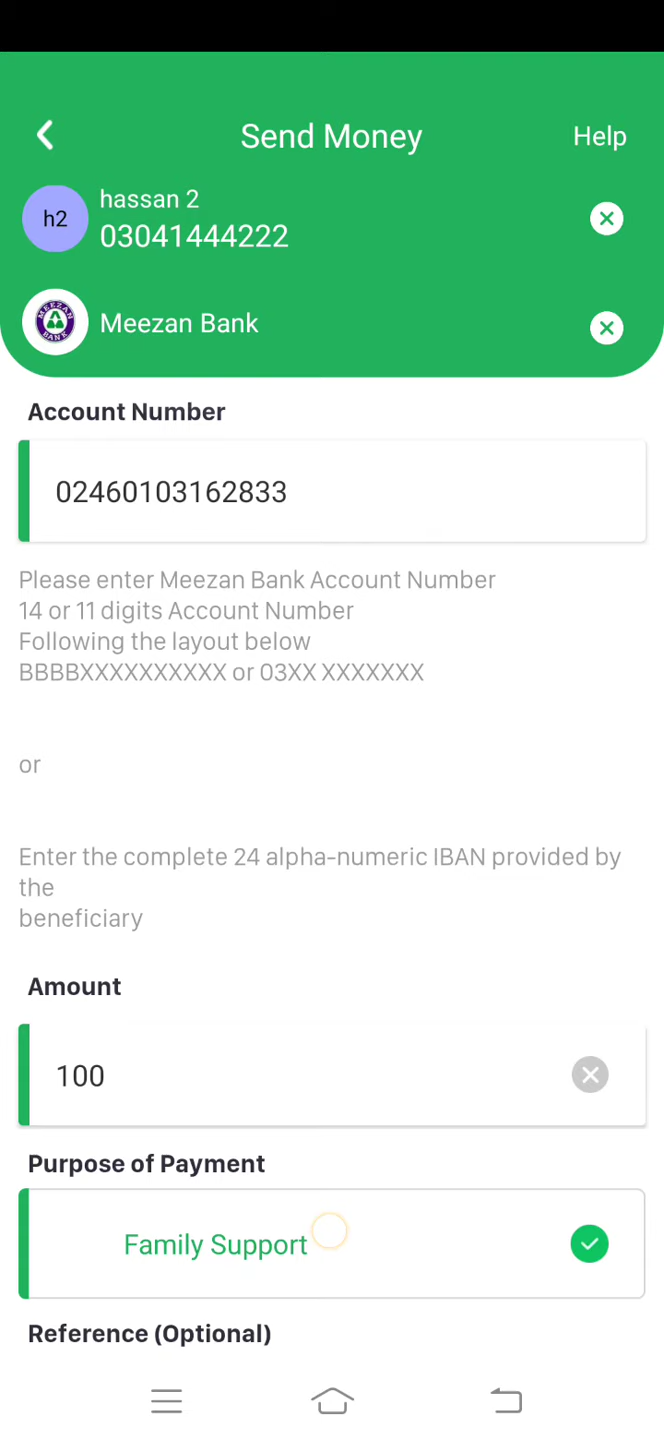 Send Money
Help
h2
hassan 2
03041444222
MEEZAN
BANK
Meezan Bank
Account Number
02460103162833
Please enter Meezan Bank Account Number
14 or 11 digits Account Number
Following the layout below
BBBBXXXXXXXXXX or 03XX XXXXXXX
or
Enter the complete 24 alpha-numeric IBAN provided by
the
beneficiary
Amount
100
Purpose of Payment
Family Support
Reference (Optional)